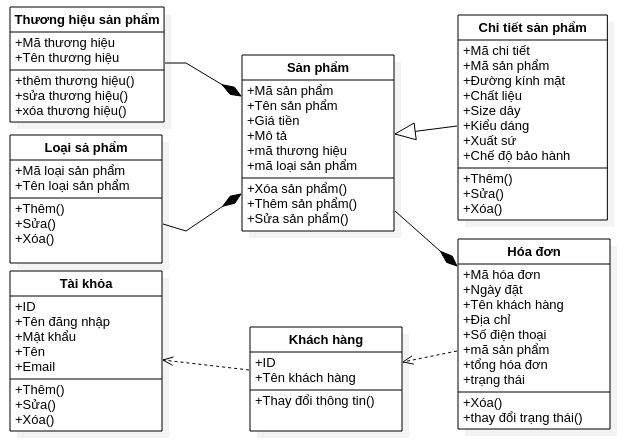 Thương hiệu sản phẩm
+Mã thương hiệu
+Tên thương hiệu
+thêm thương hiệu()
+sửa thương hiệu()
+xóa thương hiệu()
Loại sả phẩm
+Mã loại sản phẩm
+Tên loại sản phẩm
+Thêm()
+Sửa()
+Xóa()
Tài khỏa
+ID
+Tên đăng nhập
+Mật khẩu
+Tên
+Email
+Thêm()
+Sửa()
+Xóa()
Sản phẩm
+Mã sản phẩm
+Tên sản phẩm
+Giá tiền
+Mô tả
+mã thương hiệu
+mã loại sản phẩm
+Xóa sản phẩm()
+Thêm sản phẩm()
+Sửa sản phẩm()
Khách hàng
+ID
+Tên khách hàng
+Thay đổi thông tin()
Chi tiết sản phẩm
+Mã chi tiết
+Mã sản phẩm
+Đường kính mặt
+Chất liệu
+Size dây
+Kiểu dáng
+Xuất sứ
+Chế độ bảo hành
+Thêm()
+Sửa()
+Xóa()
Hóa đơn
+Mã hóa đơn
+Ngày đặt
+Tên khách hàng
+Địa chỉ
+Số điện thoại
+mã sản phẩm
+tổng hóa đơn
+trạng thái
+Xóa()
+thay đổi trạng thái()